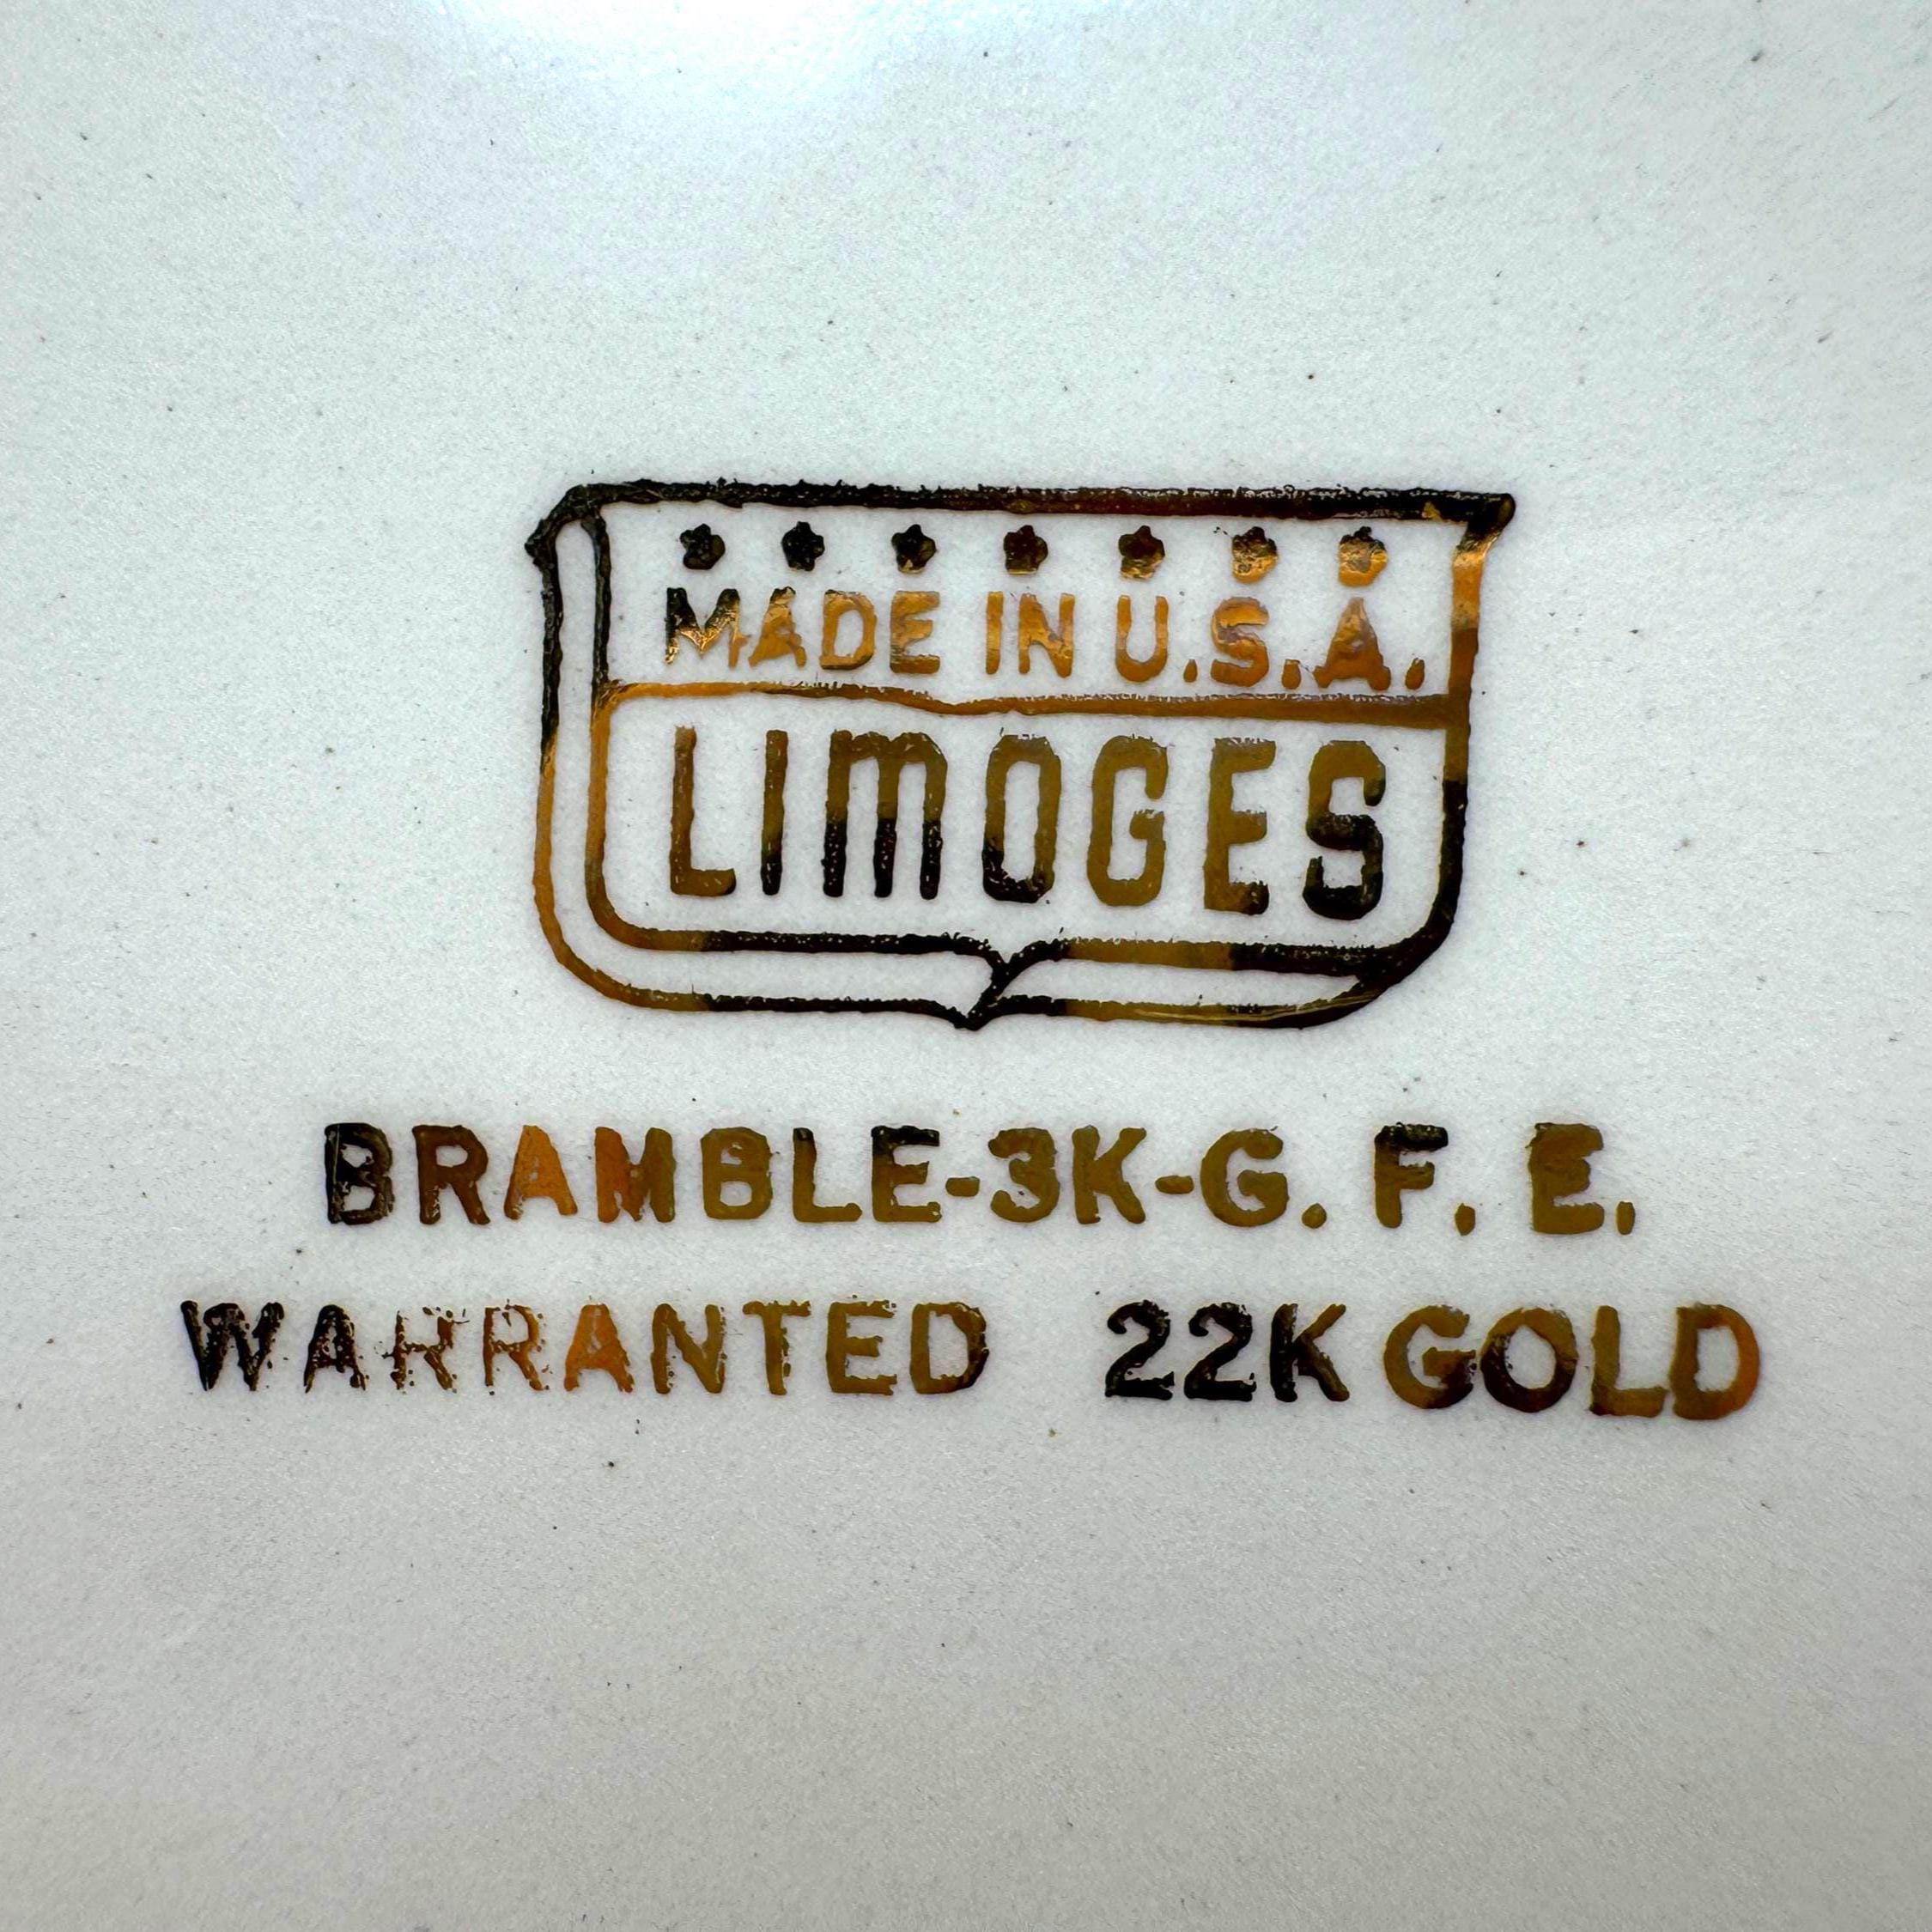 MADE IN U.S.A.
LIMOGES
BRAMBLE-3K-G. F. E.
WARRANTED 22K GOLD